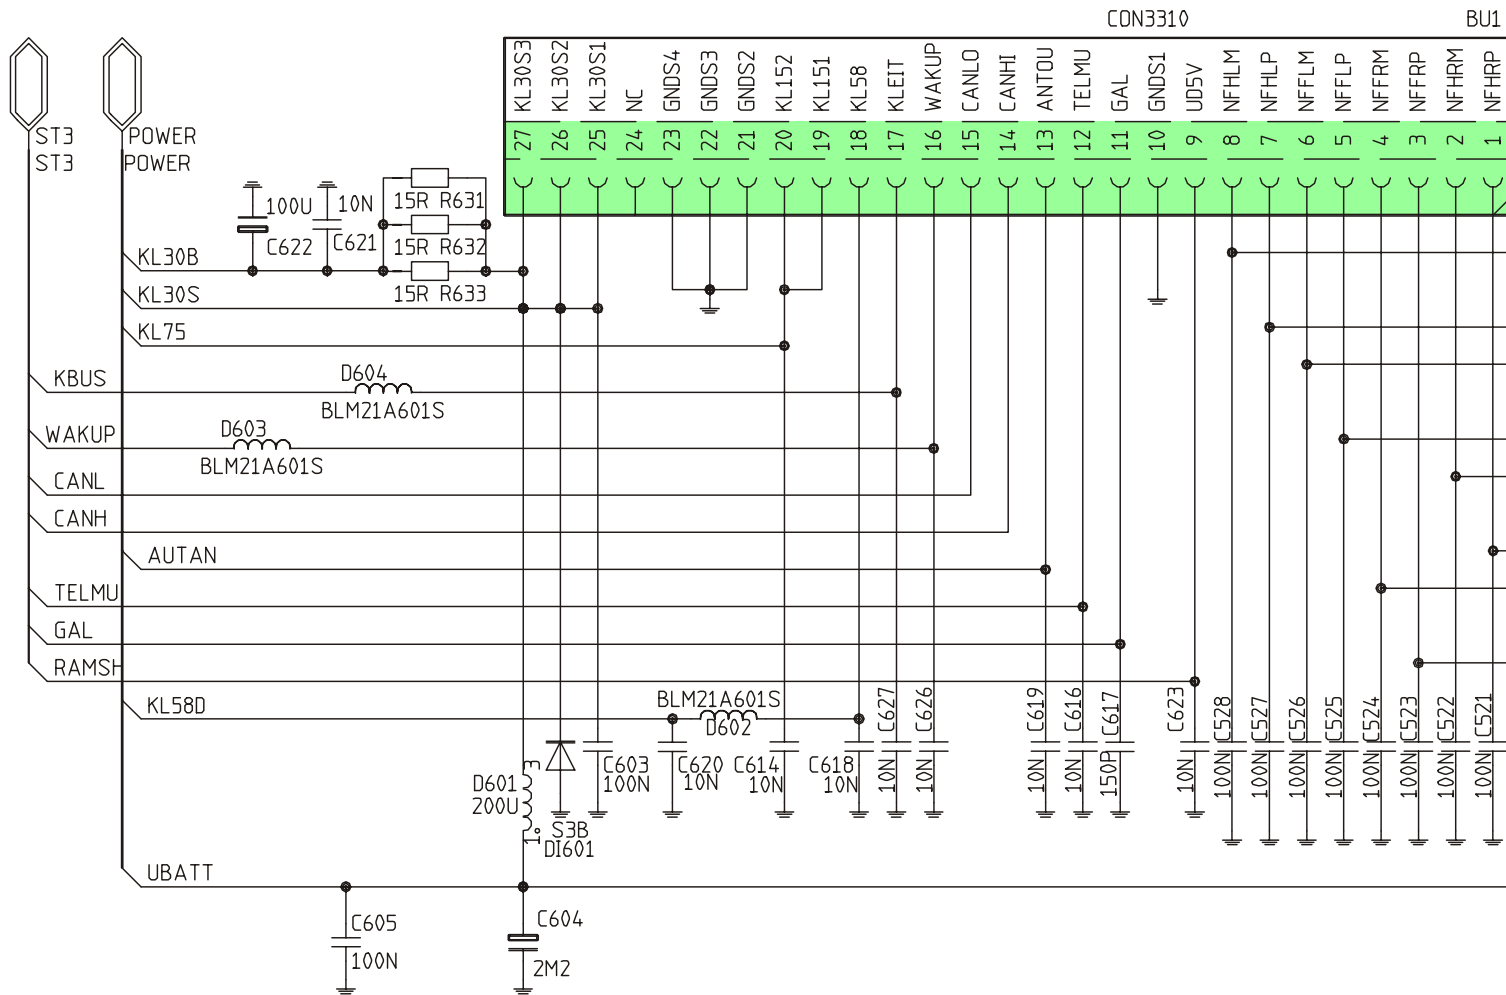 CON3310
BU1
KL30S3
KL30S2
KL30S1
NC
GNDS4
GNDS3
GNDS2
KL152
KL151
KL58
KLEIT
WAKUP
CANLO
CANHI
ANTOU
TELMU
GAL
GNDS1
UD5V
NFHLM
NFHLP
NFFLM
NFFLP
NFFRM
NFFRP
NFHRM
NFHRP
27
26
25
24
23
22
21
20
19
18
17
16
15
14
13
12
11
10
9
8
7
6
5
4
3
2
1
ST3
POWER
ST3
POWER
100U
10N
15R R631
C622
C621
15R R632
KL30B
15R R633
KL30S
KL75
KBUS
D604
BLM21A601S
WAKUP
D603
BLM21A601S
CANL
CANH
AUTAN
TELMU
GAL
RAMSH
KL58D
BLM21A601S
D602
C627
C626
C619
C616
C617
C623
C528
C527
C526
C525
C524
C523
C522
C521
10N
10N
10N
10N
150P
10N
100N
100N
100N
100N
100N
100N
100N
100N
3
D601
200U
1
C603
100N
C620
10N
C614
10N
C618
10N
S3B
DI601
UBATT
C605
100N
C604
2M2